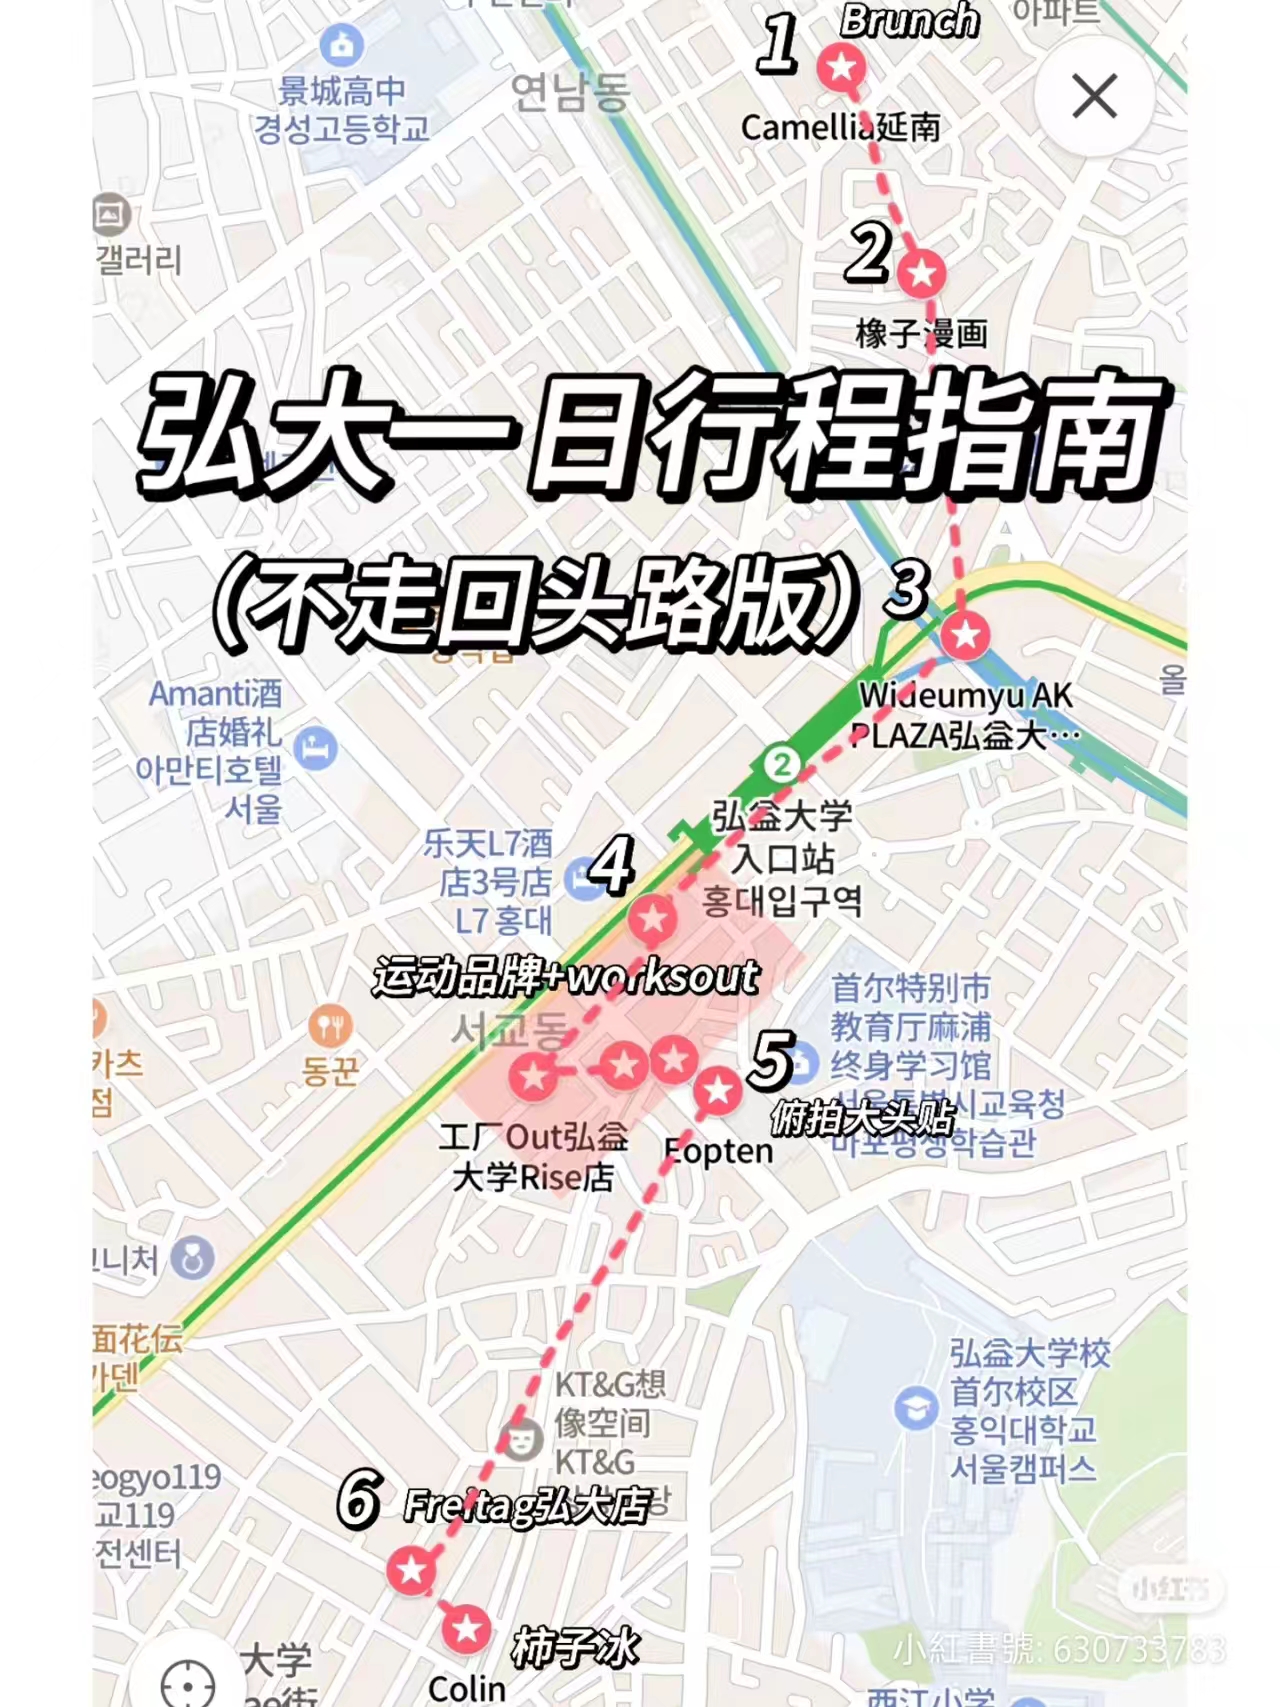 1
Brunch
아파트
景城高中
경성고등학교
연남동
Camellia延南
갤러리
2
橡子漫画
弘大一日行程指南
（不走回头路版）
3
올
Amanti酒
店婚礼
아만티호텔
서울
Wideumyu AK
PLAZA弘益大…
2
弘益大学
入口站
홍대입구역
乐天L7酒
店3号店
L7 홍대
4
运动品牌+worksout
서교동
首尔特别市
教育厅麻浦
终身学习馆
서울특별시교육청
마포평생학습관
5
俯拍大头贴
카츠
점
동꾼
工厂Out弘益
大学Rise店
Eopten
고니처
面花伝
가덴
KT&G想
像空间
KT&G
당
弘益大学校
首尔校区
홍익대학교
서울캠퍼스
eogyo119
교119
전센터
6
Freitag弘大店
小红书
小紅書號: 630733783
柿子冰
大学
Colin
西江小学